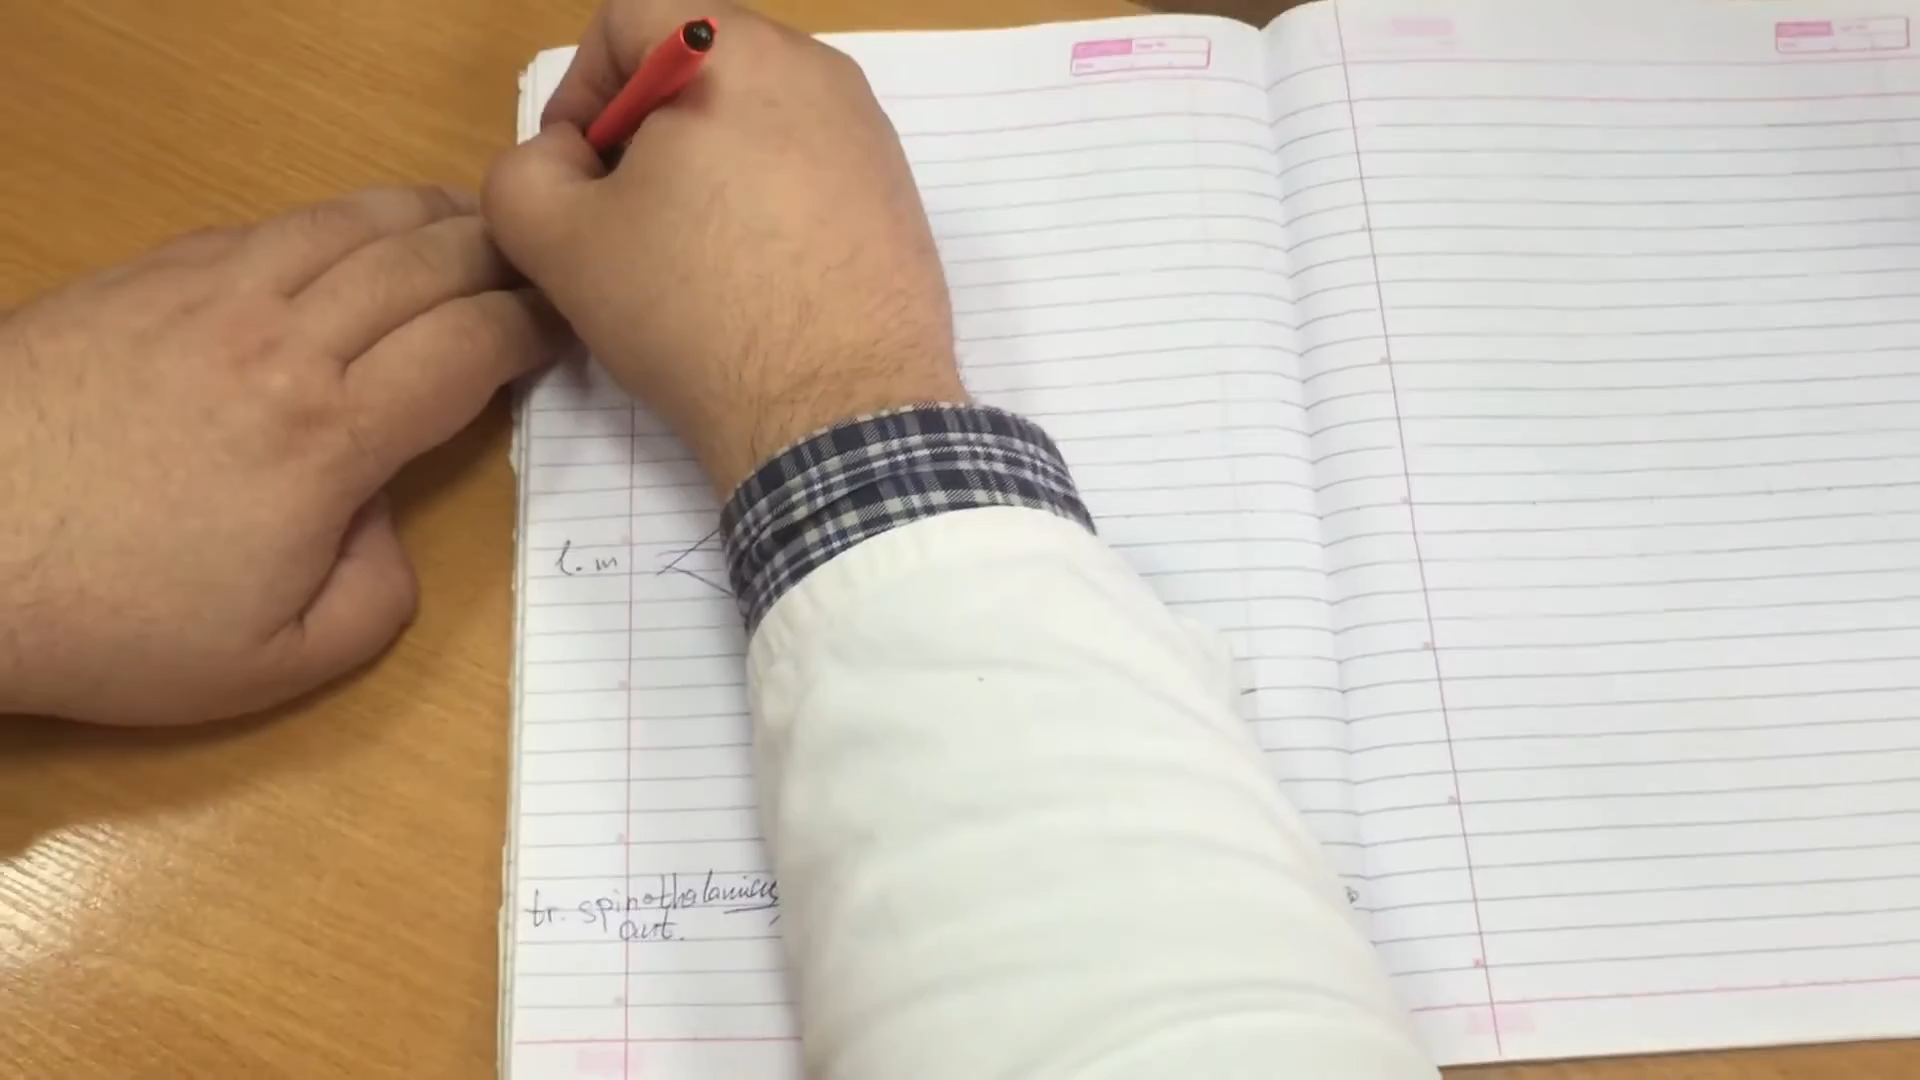 l. m
tr. spinothalamicus
ant.